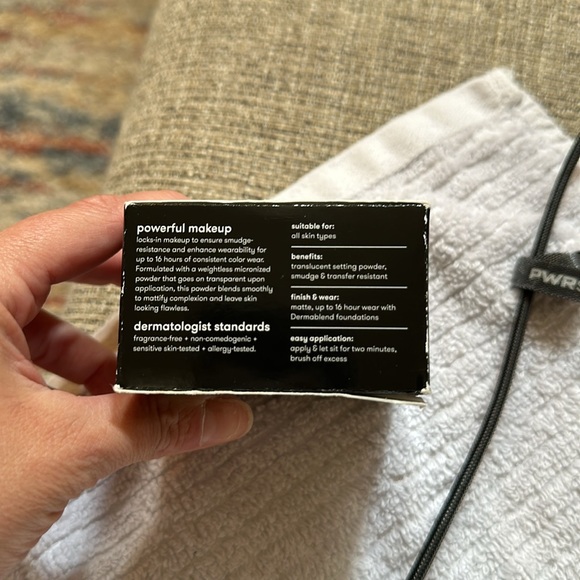 powerful makeup
locks-in makeup to ensure smudge-
resistance and enhance wearability for
up to 16 hours of consistent color wear.
Formulated with a weightless micronized
powder that goes on transparent upon
application, this powder blends smoothly
to mattify complexion and leave skin
looking flawless.
dermatologist standards
fragrance-free + non-comedogenic +
sensitive skin-tested + allergy-tested.
suitable for:
all skin types
benefits:
translucent setting powder,
smudge & transfer resistant
finish & wear:
matte, up to 16 hour wear with
Dermablend foundations
easy application:
apply & let sit for two minutes,
brush off excess
PWR